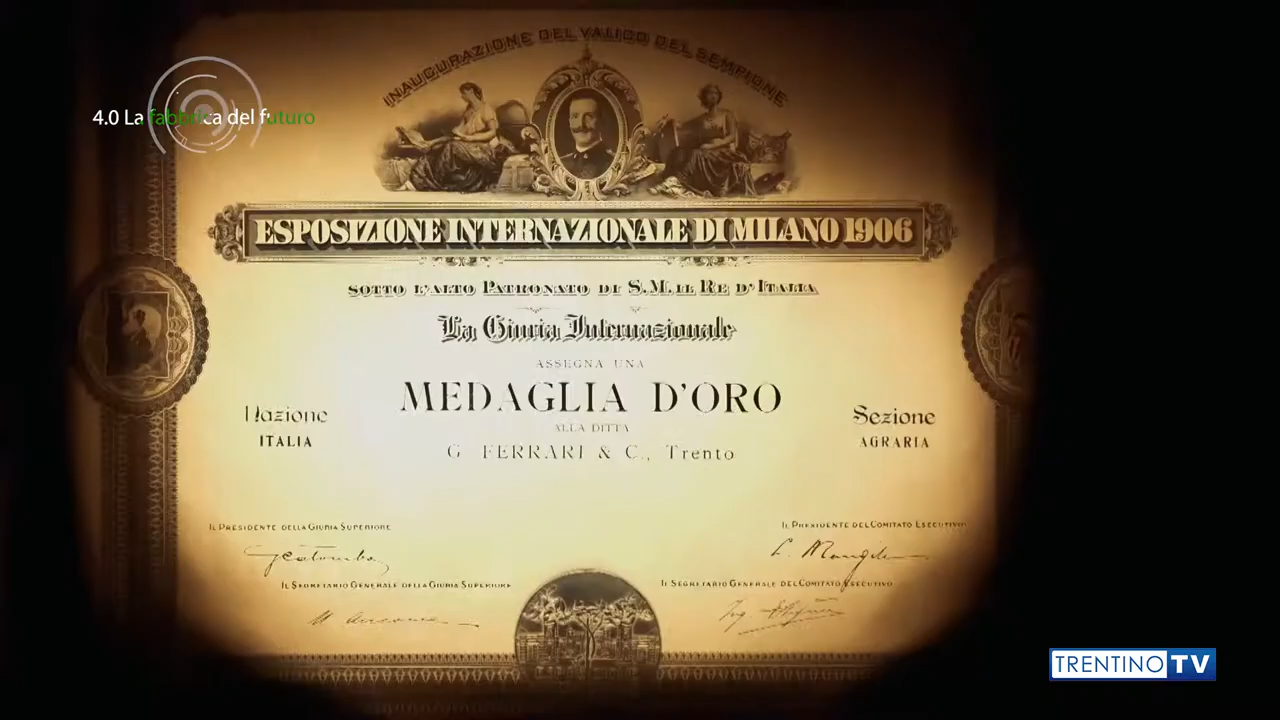 4.0 La fabbrica del futuro
INAUGURAZIONE DEL VALICO DEL SEMPIONE
ESPOSIZIONE INTERNAZIONALE DI MILANO 1906
SOTTO L'ALTO PATRONATO DI S.M. IL RE D'ITALIA
La Giuria Internazionale
ASSEGNA UNA
MEDAGLIA D'ORO
Nazione
ITALIA
Sezione
AGRARIA
ALLA DITTA
G. FERRARI & C., Trento
IL PRESIDENTE DELLA GIURIA SUPERIORE
IL PRESIDENTE DEL COMITATO ESECUTIVO
IL SEGRETARIO GENERALE DELLA GIURIA SUPERIORE
IL SEGRETARIO GENERALE DEL COMITATO ESECUTIVO
TRENTINO TV